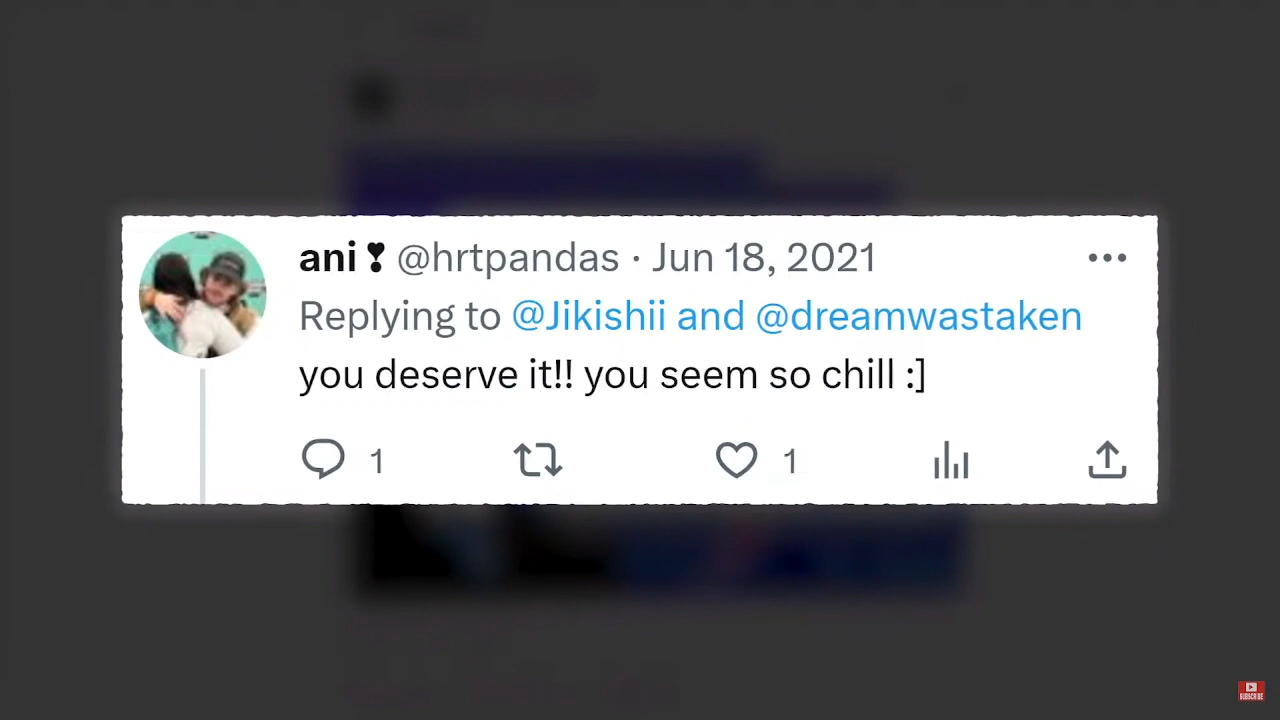 ani❣ @hrtpandas · Jun 18, 2021
Replying to @Jikishii and @dreamwastaken
you deserve it!! you seem so chill :]
1 1
SUBSCRIBE